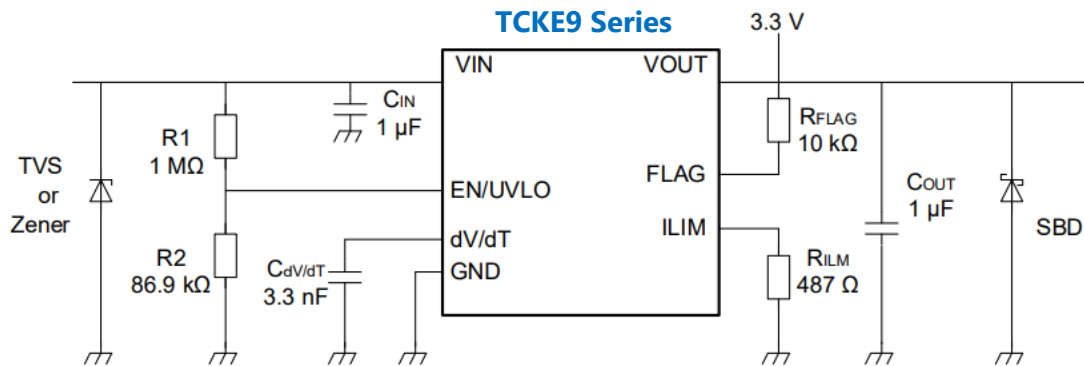 TCKE9 Series
3.3 V
VIN
VOUT
CIN
1 µF
R1
1 MΩ
RFLAG
10 kΩ
TVS
or
Zener
EN/UVLO
FLAG
COUT
1 µF
ILIM
SBD
R2
86.9 kΩ
dV/dT
CdV/dT
3.3 nF
GND
RILM
487 Ω